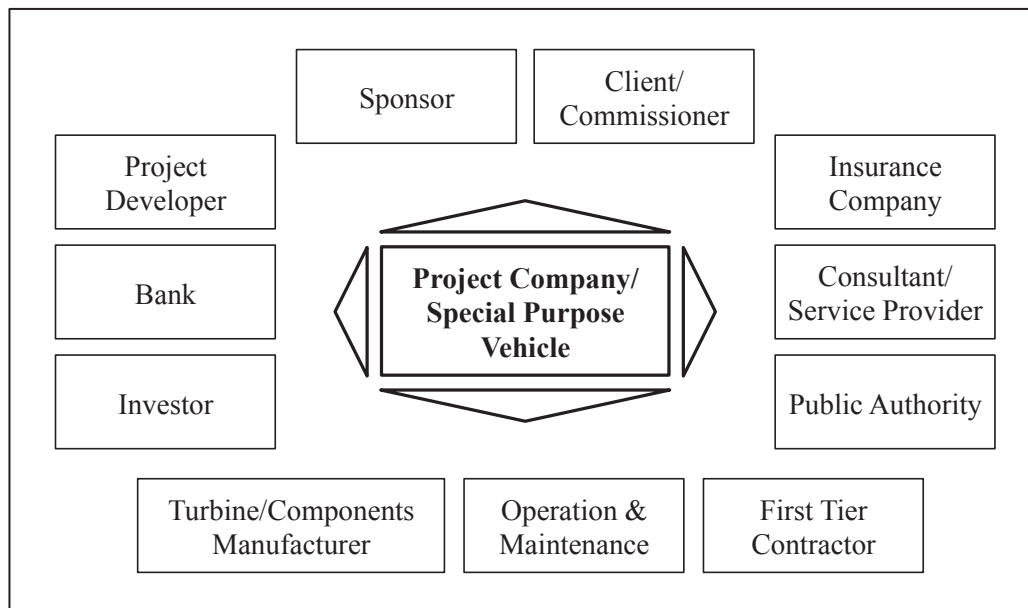 Sponsor
Client/
Commissioner
Project
Developer
Insurance
Company
Bank
Project Company/
Special Purpose
Vehicle
Consultant/
Service Provider
Investor
Public Authority
Turbine/Components
Manufacturer
Operation &
Maintenance
First Tier
Contractor